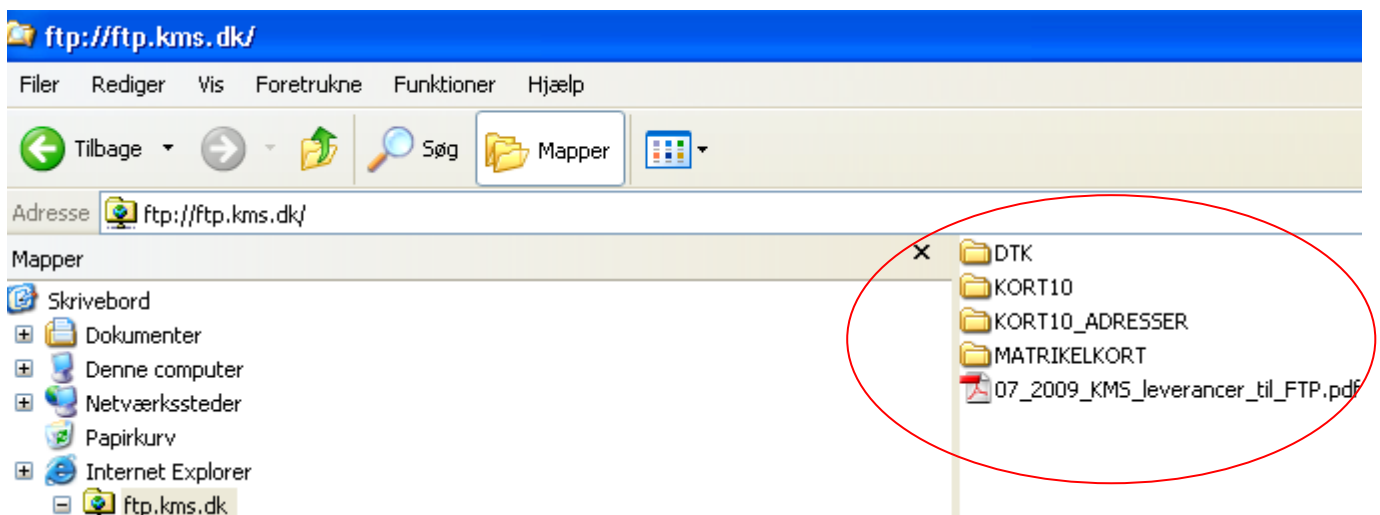 ftp://ftp.kms.dk/
Filer Rediger Vis Foretrukne Funktioner Hjælp
Tilbage Søg Mapper
Adresse ftp://ftp.kms.dk/
Mapper
Skrivebord
Dokumenter
Denne computer
Netværkssteder
Papirkurv
Internet Explorer
ftp.kms.dk
DTK
KORT10
KORT10_ADRESSER
MATRIKELKORT
07_2009_KMS_leverancer_til_FTP.pdf